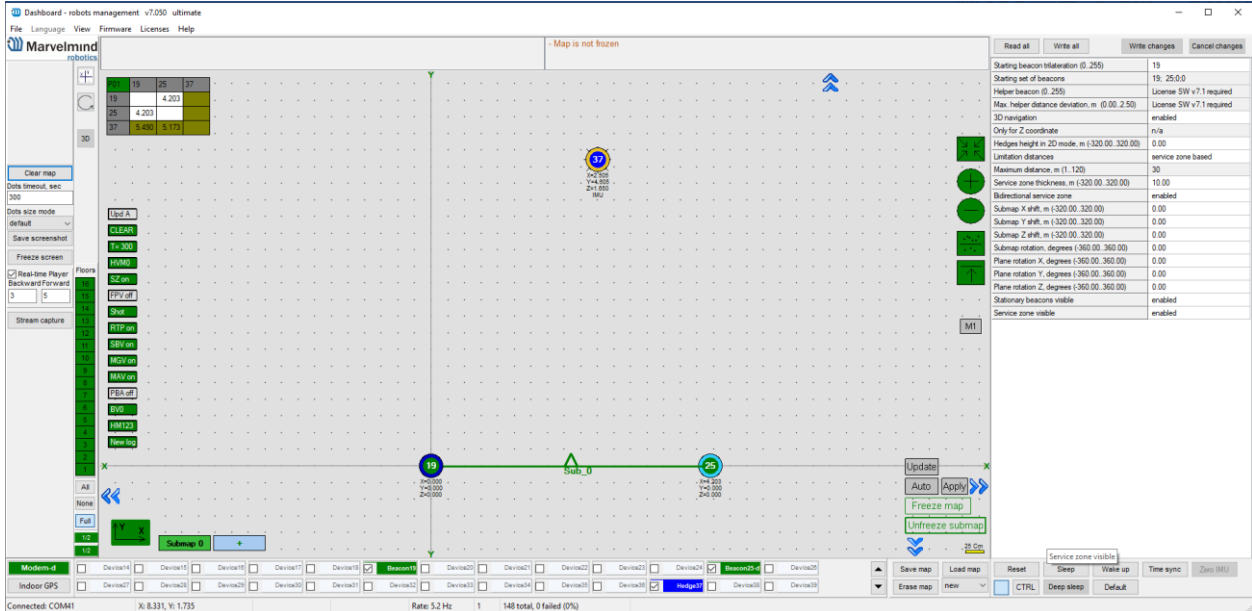 Dashboard - robots management v7.050 ultimate
File Language View Firmware Licenses Help
Marvelmind
robotics
- Map is not frozen
Read all Write all Write changes Cancel changes
Clear map
Dots timeout, sec
300
Dots size mode
default
Save screenshot
Freeze screen
Real-time Player
Backward Forward
3 5
Stream capture
3D
Floors
16
15
14
13
12
11
10
9
8
7
6
5
4
3
2
1
All
None
Full
1/2
1/2
19 25 37
19 4.203
25 4.203
37 5.490 5.173
Upd A
CLEAR
T= 300
HVM0
SZ on
FPV off
Shot
RTP on
SBV on
MGV on
MAV on
PBA off
BV0
HM123
New log
Y
37
X=2.505
Y=4.605
Z=1.650
IMU
M1
X
X
19
X=0.000
Y=0.000
Z=0.000
Sub_0
25
X=4.203
Y=0.000
Z=0.000
Update
Auto Apply
Freeze map
Unfreeze submap
25 Cm
Y
X
Submap 0 +
Y
Starting beacon trilateration (0..255) 19
Starting set of beacons 19; 25;0;0
Helper beacon (0..255) License SW v7.1 required
Max. helper distance deviation, m (0.00..2.50) License SW v7.1 required
3D navigation enabled
Only for Z coordinate n/a
Hedges height in 2D mode, m (-320.00..320.00) 0.00
Limitation distances service zone based
Maximum distance, m (1..120) 30
Service zone thickness, m (-320.00..320.00) 10.00
Bidirectional service zone enabled
Submap X shift, m (-320.00..320.00) 0.00
Submap Y shift, m (-320.00..320.00) 0.00
Submap Z shift, m (-320.00..320.00) 0.00
Submap rotation, degrees (-360.00..360.00) 0.00
Plane rotation X, degrees (-360.00..360.00) 0.00
Plane rotation Y, degrees (-360.00..360.00) 0.00
Plane rotation Z, degrees (-360.00..360.00) 0.00
Stationary beacons visible enabled
Service zone visible enabled
Service zone visible
Modem-d Device14 Device15 Device16 Device17 Device18 Beacon19 Device20 Device21 Device22 Device23 Device24 Beacon25-d Device26
Save map Load map Reset Sleep Wake up Time sync Zero IMU
Indoor GPS Device27 Device28 Device29 Device30 Device31 Device32 Device33 Device34 Device35 Device36 Hedge37 Device38 Device39
Erase map new CTRL Deep sleep Default
Connected: COM41 X: 8.331, Y: 1.735 Rate: 5.2 Hz 1 148 total, 0 failed (0%)